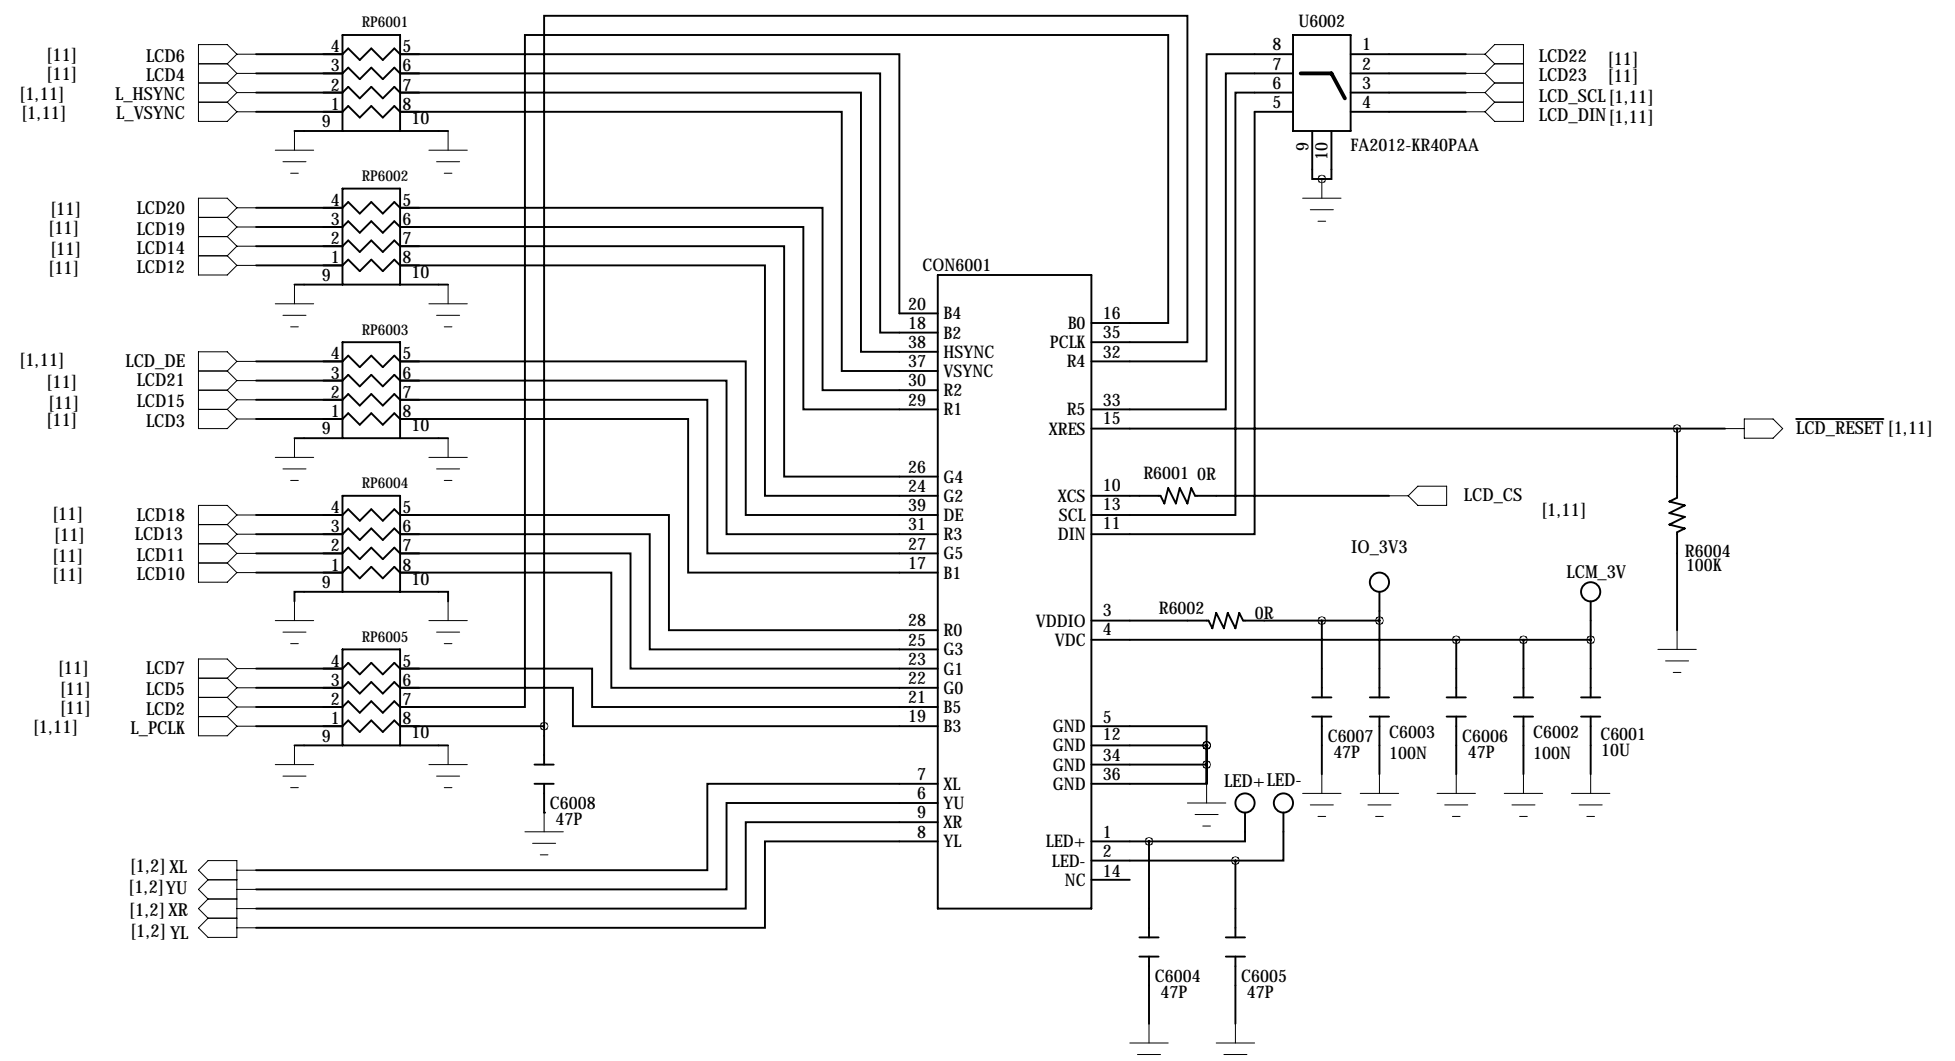 RP6001
[11] LCD6 4 5
[11] LCD4 3 6
[1,11] L_HSYNC 2 7
[1,11] L_VSYNC 1 8
9 10
RP6002
[11] LCD20 4 5
[11] LCD19 3 6
[11] LCD14 2 7
[11] LCD12 1 8
9 10
RP6003
[1,11] LCD_DE 4 5
[11] LCD21 3 6
[11] LCD15 2 7
[11] LCD3 1 8
9 10
RP6004
[11] LCD18 4 5
[11] LCD13 3 6
[11] LCD11 2 7
[11] LCD10 1 8
9 10
RP6005
[11] LCD7 4 5
[11] LCD5 3 6
[11] LCD2 2 7
[1,11] L_PCLK 1 8
9 10
C6008
47P
[1,2] XL
[1,2] YU
[1,2] XR
[1,2] YL
CON6001
20 B4
18 B2
38 HSYNC
37 VSYNC
30 R2
29 R1
26 G4
24 G2
39 DE
31 R3
27 G5
17 B1
28 R0
25 G3
23 G1
22 G0
21 B5
19 B3
7 XL
6 YU
9 XR
8 YL
B0 16
PCLK 35
R4 32
R5 33
XRES 15
XCS 10
SCL 13
DIN 11
VDDIO 3
VDC 4
GND 5
GND 12
GND 34
GND 36
LED+ 1
LED- 2
NC 14
U6002
8 1 LCD22 [11]
7 2 LCD23 [11]
6 3 LCD_SCL [1,11]
5 4 LCD_DIN [1,11]
9 10
FA2012-KR40PAA
LCD_RESET [1,11]
R6001 0R
LCD_CS
[1,11]
R6004
100K
IO_3V3
LCM_3V
R6002 0R
C6007
47P
C6003
100N
C6006
47P
C6002
100N
C6001
10U
LED+ LED-
C6004
47P
C6005
47P